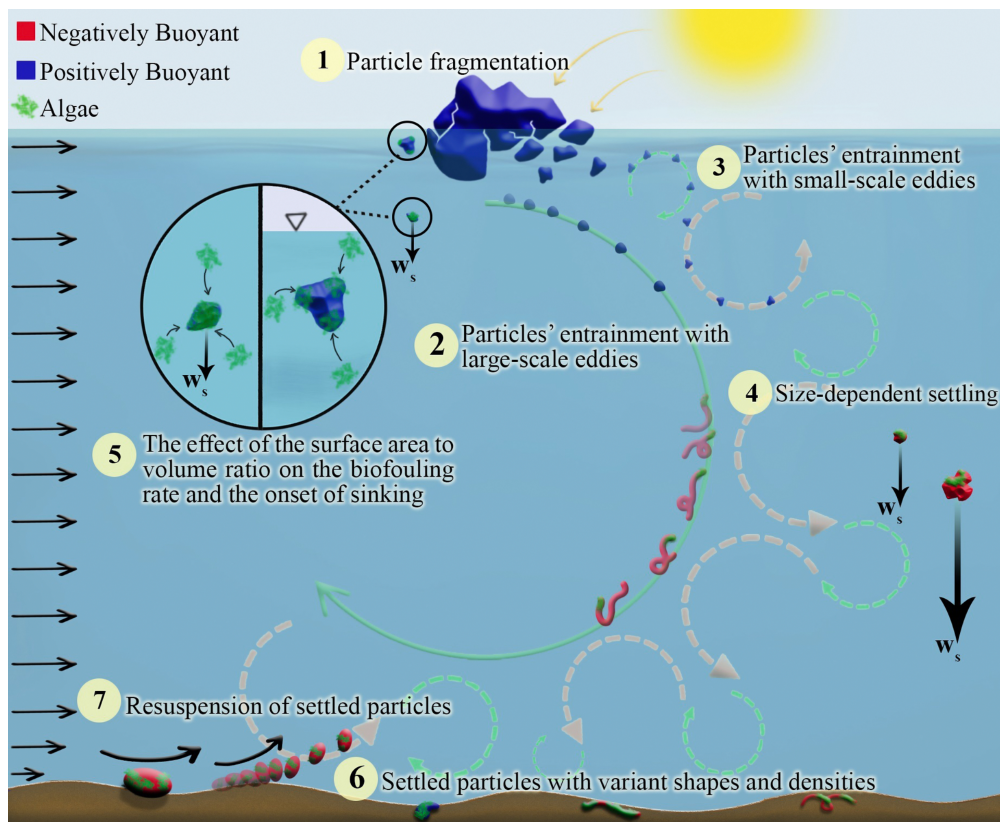 Negatively Buoyant
Positively Buoyant
Algae
1 Particle fragmentation
3 Particles' entrainment
with small-scale eddies
w s
2 Particles' entrainment with
large-scale eddies
w s
4 Size-dependent settling
5 The effect of the surface area to
volume ratio on the biofouling
rate and the onset of sinking
w s
w s
7 Resuspension of settled particles
6 Settled particles with variant shapes and densities